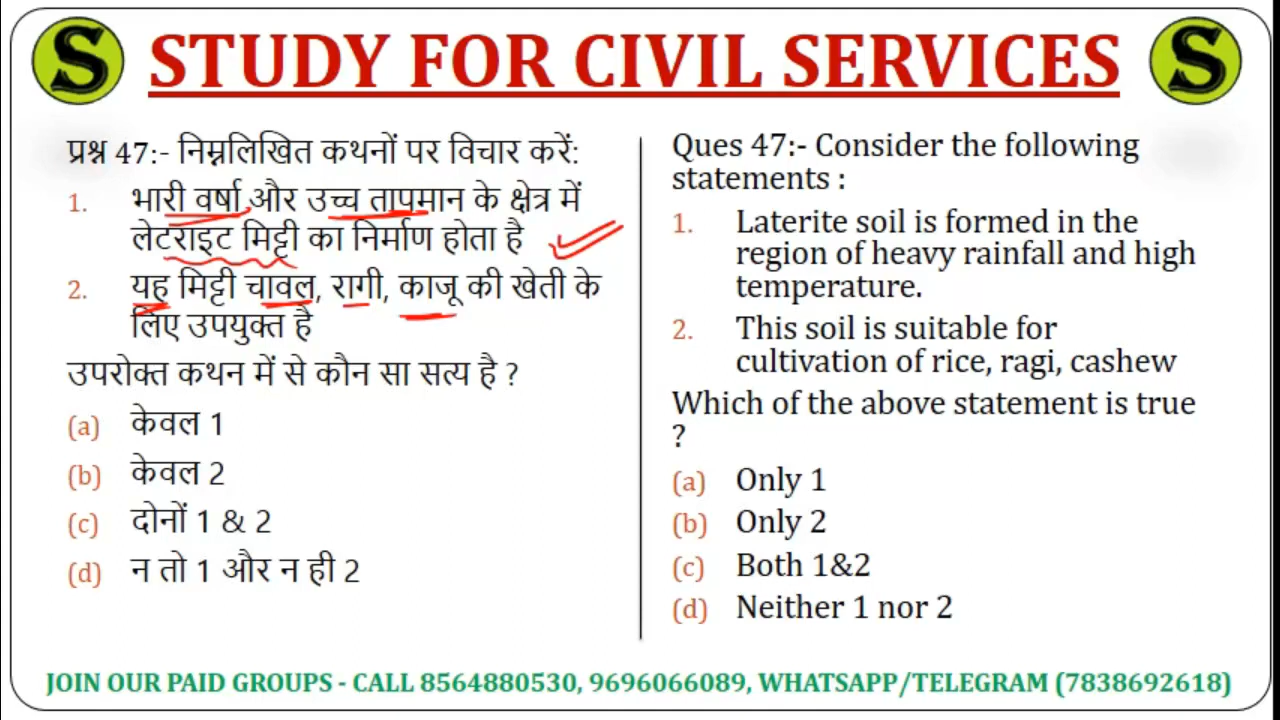 S STUDY FOR CIVIL SERVICES S
प्रश्न 47:- निम्नलिखित कथनों पर विचार करें:
1. भारी वर्षा और उच्च तापमान के क्षेत्र में
लेटराइट मिट्टी का निर्माण होता है
2. यह मिट्टी चावल, रागी, काजू की खेती के
लिए उपयुक्त है
उपरोक्त कथन में से कौन सा सत्य है ?
(a) केवल 1
(b) केवल 2
(c) दोनों 1 & 2
(d) न तो 1 और न ही 2
Ques 47:- Consider the following
statements :
1. Laterite soil is formed in the
region of heavy rainfall and high
temperature.
2. This soil is suitable for
cultivation of rice, ragi, cashew
Which of the above statement is true
?
(a) Only 1
(b) Only 2
(c) Both 1&2
(d) Neither 1 nor 2
JOIN OUR PAID GROUPS - CALL 8564880530, 9696066089, WHATSAPP/TELEGRAM (7838692618)